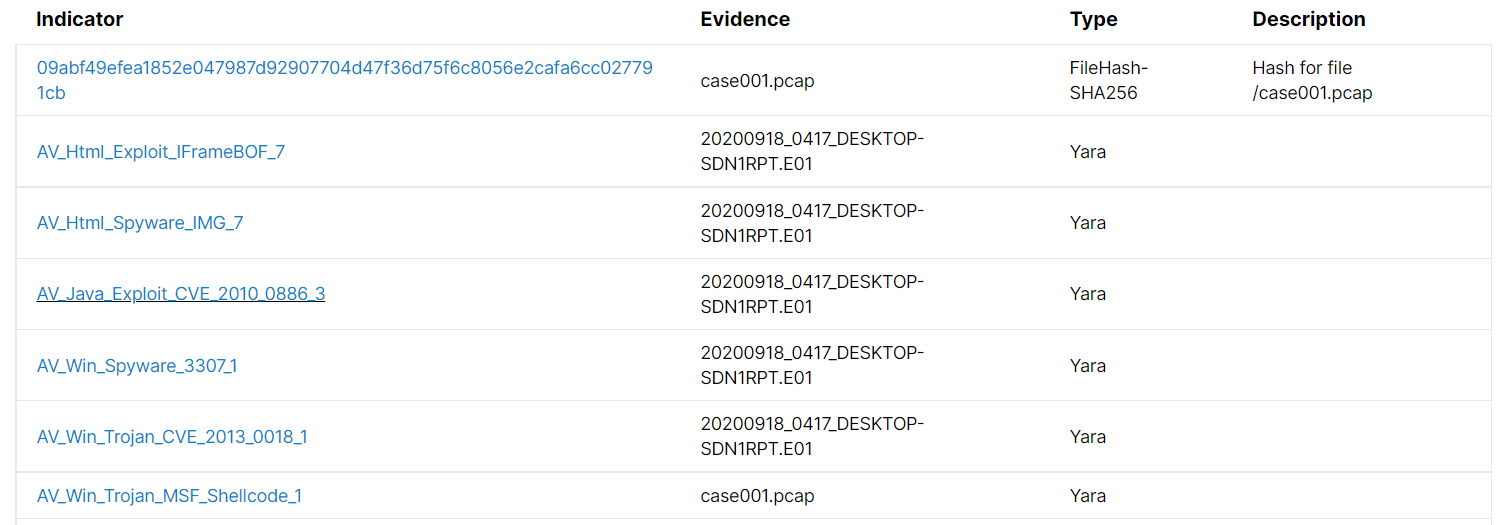 Indicator Evidence Type Description
09abf49efea1852e047987d92907704d47f36d75f6c8056e2cafa6cc02779
1cb
case001.pcap
FileHash-
SHA256
Hash for file
/case001.pcap
AV_Html_Exploit_IFrameBOF_7
20200918_0417_DESKTOP-
SDN1RPT.E01
Yara
AV_Html_Spyware_IMG_7
20200918_0417_DESKTOP-
SDN1RPT.E01
Yara
AV_Java_Exploit_CVE_2010_0886_3
20200918_0417_DESKTOP-
SDN1RPT.E01
Yara
AV_Win_Spyware_3307_1
20200918_0417_DESKTOP-
SDN1RPT.E01
Yara
AV_Win_Trojan_CVE_2013_0018_1
20200918_0417_DESKTOP-
SDN1RPT.E01
Yara
AV_Win_Trojan_MSF_Shellcode_1
case001.pcap
Yara